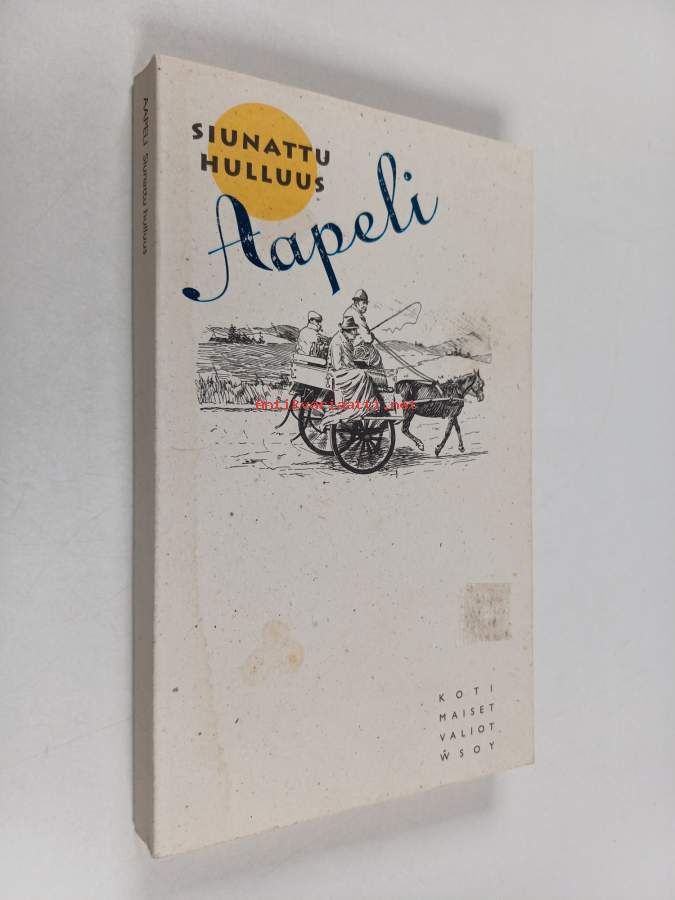 AAPELI Siunattu hulluus
SIUNATTU
HULLUUS
Aapeli
antikvariaatti.net
KOTI
MAISET
VALIOT
WSOY